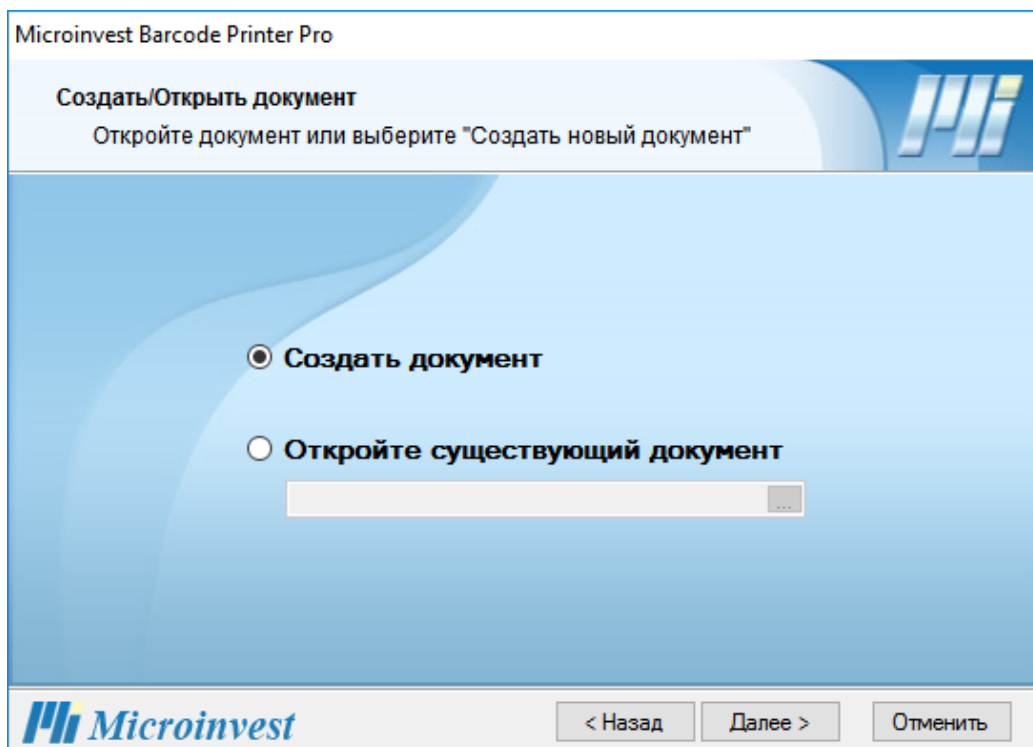 Microinvest Barcode Printer Pro
Создать/Открыть документ
Откройте документ или выберите "Создать новый документ"
Создать документ
Откройте существующий документ
...
Microinvest
< Назад
Далее >
Отменить